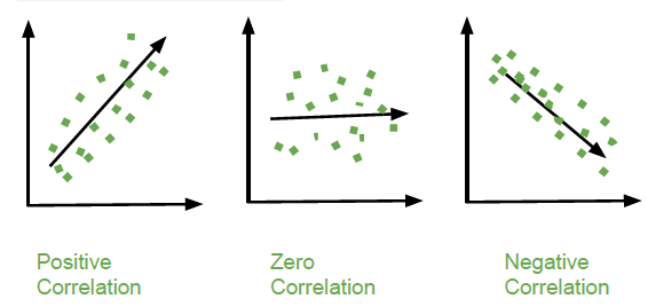 Positive
Correlation
Zero
Correlation
Negative
Correlation